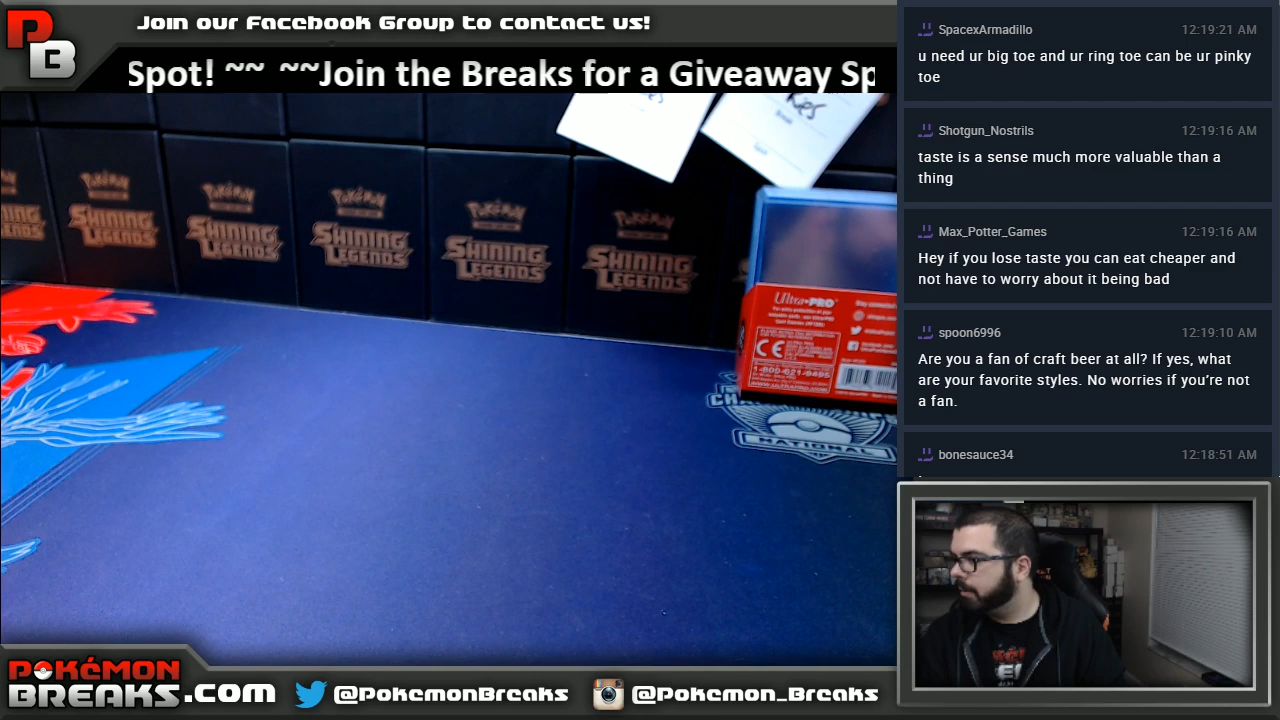 Join our Facebook Group to contact us!
PB
Spot! ~~ ~~Join the Breaks for a Giveaway Sp
POKÉMON
SHINING
LEGENDS
POKÉMON
SHINING
LEGENDS
POKÉMON
SHINING
LEGENDS
POKÉMON
SHINING
LEGENDS
POKÉMON
SHINING
LEGENDS
Ultra•PRO
CE
1-800-621-9495
NATIONAL
SpacexArmadillo 12:19:21 AM
u need ur big toe and ur ring toe can be ur pinky
toe
Shotgun_Nostrils 12:19:16 AM
taste is a sense much more valuable than a
thing
Max_Potter_Games 12:19:16 AM
Hey if you lose taste you can eat cheaper and
not have to worry about it being bad
spoon6996 12:19:10 AM
Are you a fan of craft beer at all? If yes, what
are your favorite styles. No worries if you’re not
a fan.
bonesauce34 12:18:51 AM
POKéMON
BREAKS.COM
@PokemonBreaks
@Pokemon_Breaks